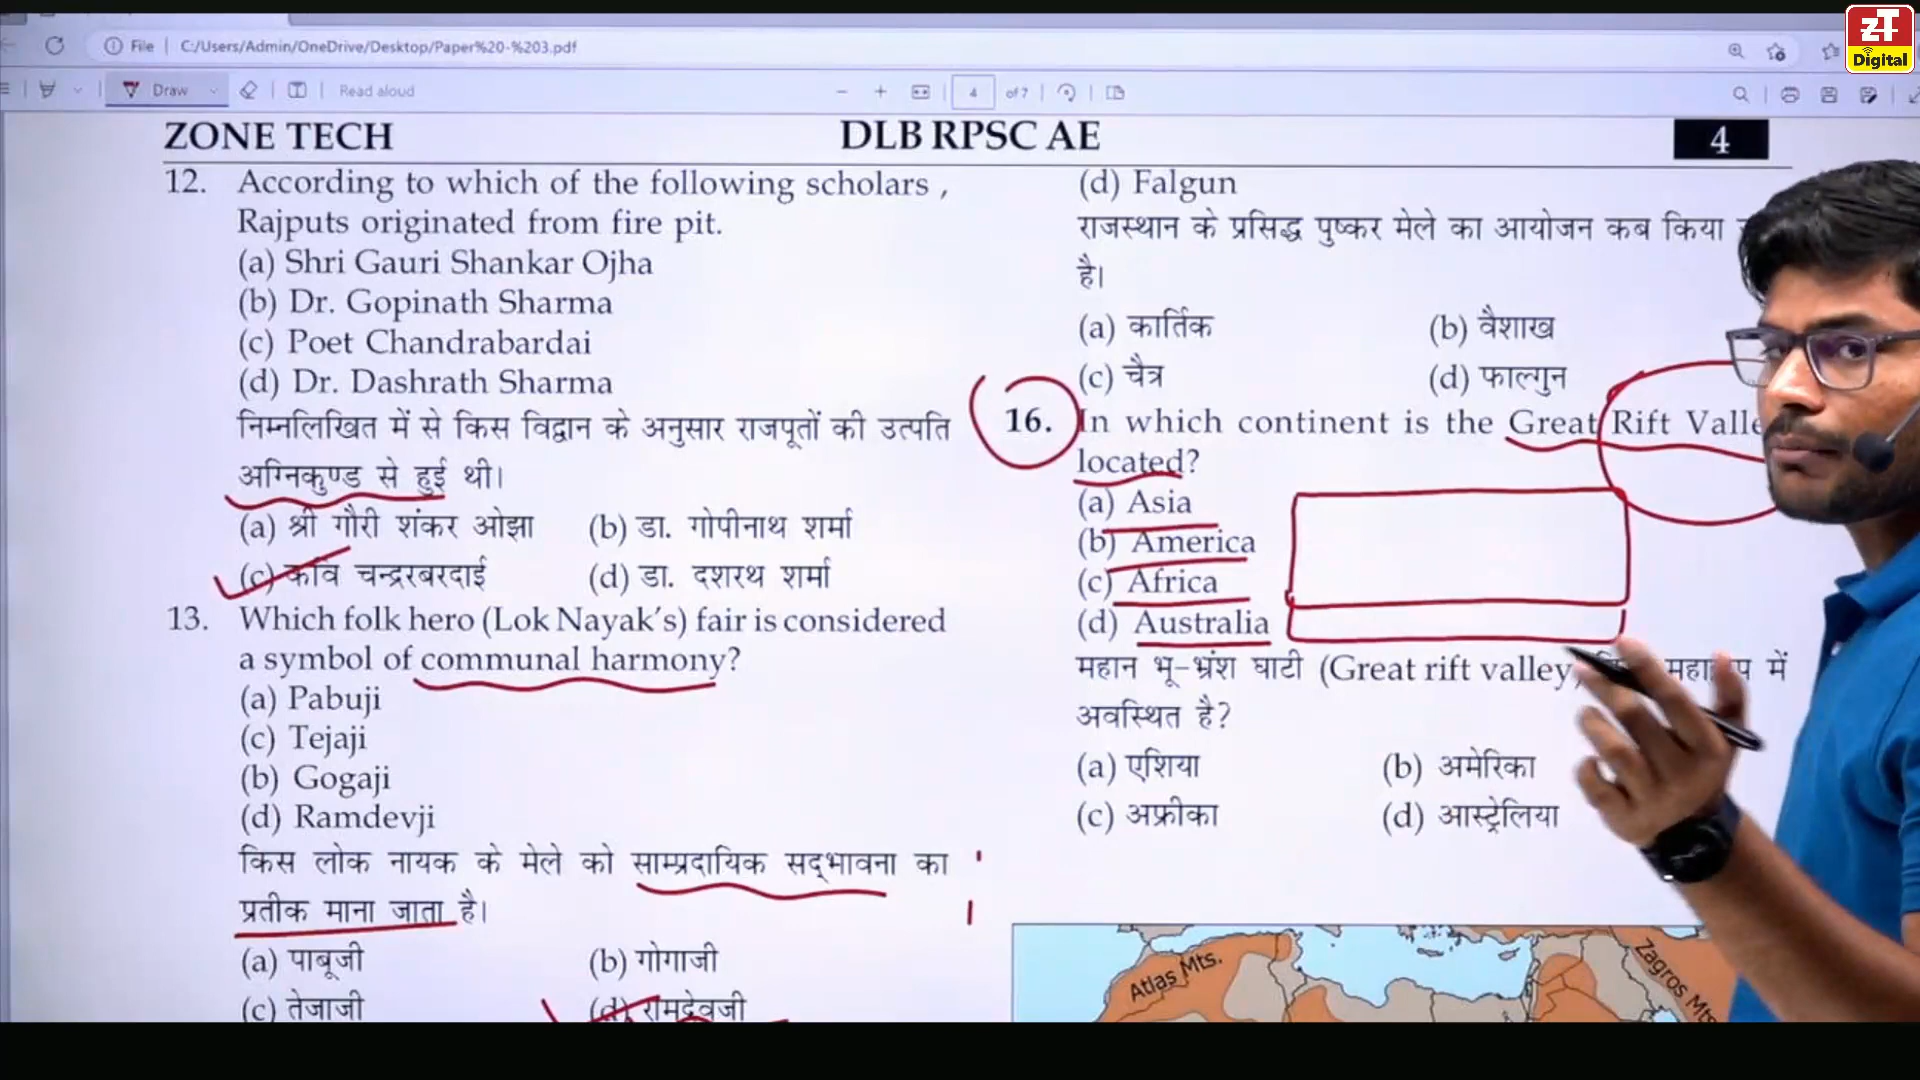 File
C:/Users/Admin/OneDrive/Desktop/Paper%20-%203.pdf
ZT
Digital
Draw
Read aloud
4
of 7
ZONE TECH
DLB RPSC AE
4
12. According to which of the following scholars ,
Rajputs originated from fire pit.
(a) Shri Gauri Shankar Ojha
(b) Dr. Gopinath Sharma
(c) Poet Chandrabardai
(d) Dr. Dashrath Sharma
निम्नलिखित में से किस विद्वान के अनुसार राजपूतों की उत्पति
अग्निकुण्ड से हुई थी।
(a) श्री गौरी शंकर ओझा (b) डा. गोपीनाथ शर्मा
(c) कवि चन्द्ररबरदाई (d) डा. दशरथ शर्मा
13. Which folk hero (Lok Nayak's) fair is considered
a symbol of communal harmony?
(a) Pabuji
(c) Tejaji
(b) Gogaji
(d) Ramdevji
किस लोक नायक के मेले को साम्प्रदायिक सद्भावना का
प्रतीक माना जाता है।
(a) पाबूजी (b) गोगाजी
(c) तेजाजी (d) रामदेवजी
(d) Falgun
राजस्थान के प्रसिद्ध पुष्कर मेले का आयोजन कब किया
है।
(a) कार्तिक (b) वैशाख
(c) चैत्र (d) फाल्गुन
16. In which continent is the Great Rift Valle
located?
(a) Asia
(b) America
(c) Africa
(d) Australia
महान भू-भ्रंश घाटी (Great rift valley) में
अवस्थित है?
(a) एशिया (b) अमेरिका
(c) अफ्रीका (d) आस्ट्रेलिया
Atlas Mts.
Zagros Mts